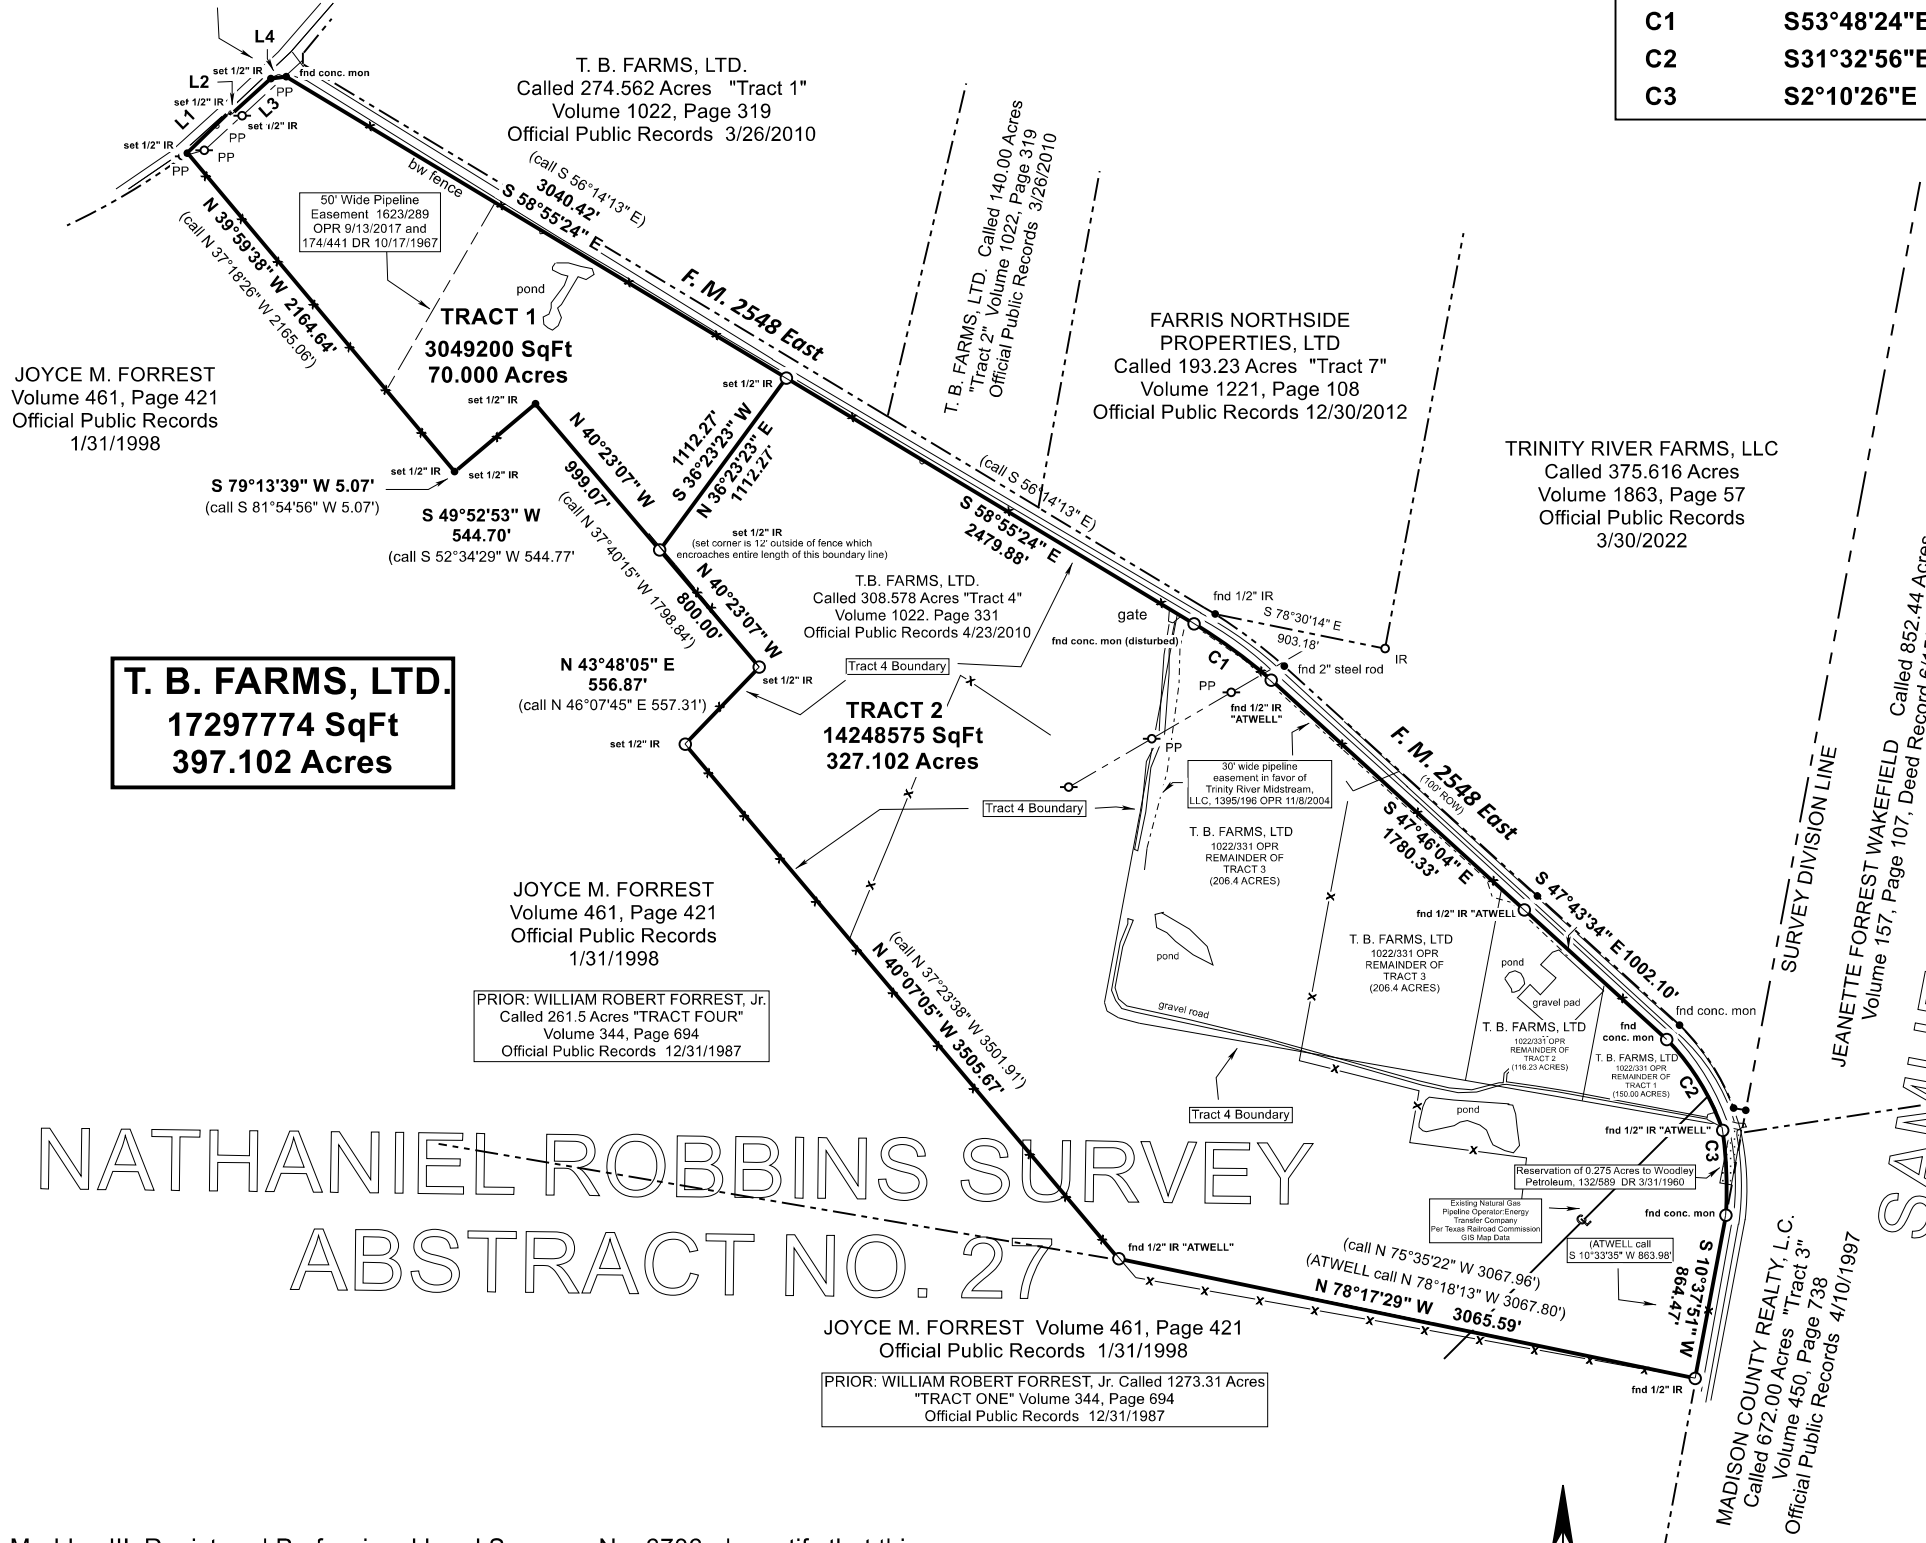 C1 S53°48'24"E
C2 S31°32'56"E
C3 S2°10'26"E
L4
set 1/2" IR
fnd conc. mon
L2
PP
set 1/2" IR
L3
L1
set 1/2" IR
PP
set 1/2" IR
PP
PP
T. B. FARMS, LTD.
Called 274.562 Acres "Tract 1"
Volume 1022, Page 319
Official Public Records 3/26/2010
bw fence
(call S 56°14'13" E)
3040.42'
S 58°55'24" E
50' Wide Pipeline
Easement 1623/289
OPR 9/13/2017 and
174/441 DR 10/17/1967
N 39°59'38" W 2164.64'
(call N 37°18'26" W 2165.06')
pond
TRACT 1
3049200 SqFt
70.000 Acres
F. M. 2548 East
T. B. FARMS, LTD. Called 140.00 Acres
"Tract 2" Volume 1022, Page 319
Official Public Records 3/26/2010
FARRIS NORTHSIDE
PROPERTIES, LTD
Called 193.23 Acres "Tract 7"
Volume 1221, Page 108
Official Public Records 12/30/2012
JOYCE M. FORREST
Volume 461, Page 421
Official Public Records
1/31/1998
set 1/2" IR
set 1/2" IR
TRINITY RIVER FARMS, LLC
Called 375.616 Acres
Volume 1863, Page 57
Official Public Records
3/30/2022
set 1/2" IR
set 1/2" IR
S 79°13'39" W 5.07'
(call S 81°54'56" W 5.07')
S 49°52'53" W
544.70'
(call S 52°34'29" W 544.77'
N 40°23'07" W
999.07'
(call N 37°40'15" W 1798.84')
1112.27'
S 36°23'23" W
N 36°23'23" E
1112.27'
(call S 56°14'13" E)
S 58°55'24" E
2479.88'
set 1/2" IR
(set corner is 12' outside of fence which
encroaches entire length of this boundary line)
N 40°23'07" W
800.00'
T.B. FARMS, LTD.
Called 308.578 Acres "Tract 4"
Volume 1022. Page 331
Official Public Records 4/23/2010
gate
fnd conc. mon (disturbed)
fnd 1/2" IR
S 78°30'14" E
903.18'
IR
C1
fnd 2" steel rod
Tract 4 Boundary
N 43°48'05" E
556.87'
(call N 46°07'45" E 557.31')
set 1/2" IR
set 1/2" IR
T. B. FARMS, LTD.
17297774 SqFt
397.102 Acres
TRACT 2
14248575 SqFt
327.102 Acres
PP
fnd 1/2" IR
"ATWELL"
PP
F. M. 2548 East
(100' ROW)
30' wide pipeline
easement in favor of
Trinity River Midstream,
LLC, 1395/196 OPR 11/8/2004
Tract 4 Boundary
S 47°46'04" E
1780.33'
T. B. FARMS, LTD
1022/331 OPR
REMAINDER OF
TRACT 3
(206.4 ACRES)
SURVEY DIVISION LINE
JEANETTE FORREST WAKEFIELD Called 852.44 Acres
Volume 157, Page 107, Deed Record
JOYCE M. FORREST
Volume 461, Page 421
Official Public Records
1/31/1998
fnd 1/2" IR "ATWELL
S 47°43'34" E 1002.10'
T. B. FARMS, LTD
1022/331 OPR
REMAINDER OF
TRACT 3
(206.4 ACRES)
pond
pond
gravel pad
PRIOR: WILLIAM ROBERT FORREST, Jr.
Called 261.5 Acres "TRACT FOUR"
Volume 344, Page 694
Official Public Records 12/31/1987
(call N 37°23'38" W 3501.91')
N 40°07'05" W 3505.67'
gravel road
fnd conc. mon
fnd
conc. mon
T. B. FARMS, LTD
1022/331 OPR
REMAINDER OF
TRACT 2
(116.23 ACRES)
T. B. FARMS, LTD
1022/331 OPR
REMAINDER OF
TRACT 1
(150.00 ACRES)
C2
Tract 4 Boundary
pond
fnd 1/2" IR "ATWELL"
C3
NATHANIEL ROBBINS SURVEY
ABSTRACT NO. 27
Reservation of 0.275 Acres to Woodley
Petroleum, 132/589 DR 3/31/1960
Existing Natural Gas
Pipeline Operator:Energy
Transfer Company
Per Texas Railroad Commission
GIS Map Data
fnd conc. mon
(ATWELL call
S 10°33'35" W 863.98'
S 10°37'51" W
864.47'
fnd 1/2" IR "ATWELL"
(call N 75°35'22" W 3067.96')
(ATWELL call N 78°18'13" W 3067.80')
N 78°17'29" W 3065.59'
fnd 1/2" IR
JOYCE M. FORREST Volume 461, Page 421
Official Public Records 1/31/1998
PRIOR: WILLIAM ROBERT FORREST, Jr. Called 1273.31 Acres
"TRACT ONE" Volume 344, Page 694
Official Public Records 12/31/1987
MADISON COUNTY REALTY, L.C.
Called 672.00 Acres "Tract 3"
Volume 450, Page 738
Official Public Records 4/10/1997